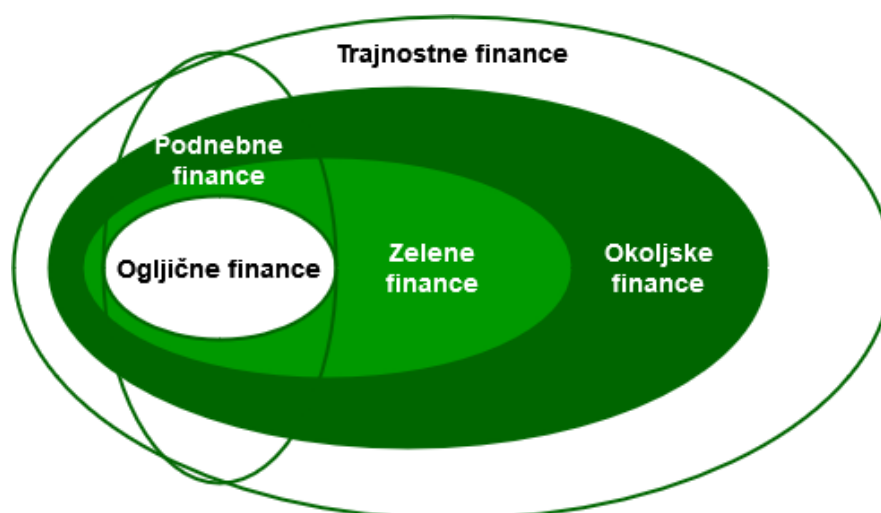 Trajnostne finance
Podnebne
finance
Ogljične finance
Zelene
finance
Okoljske
finance